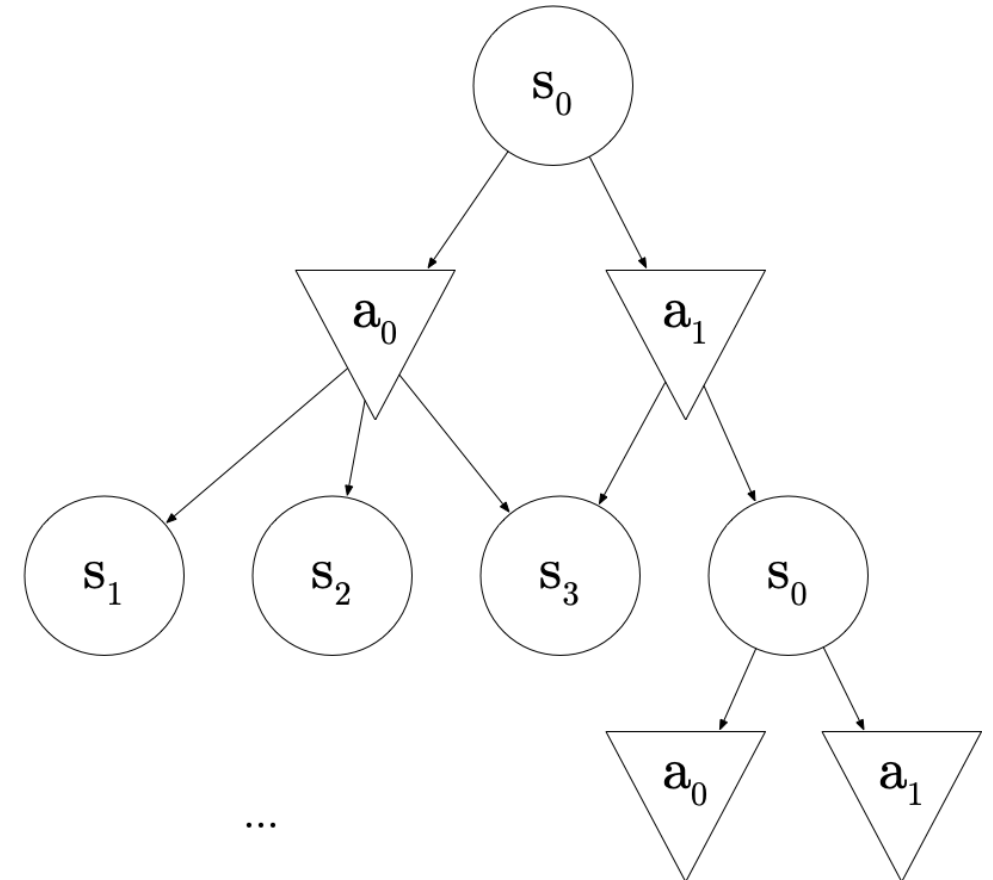 s₀
a₀ a₁
s₁ s₂ s₃ s₀
a₀ a₁
...